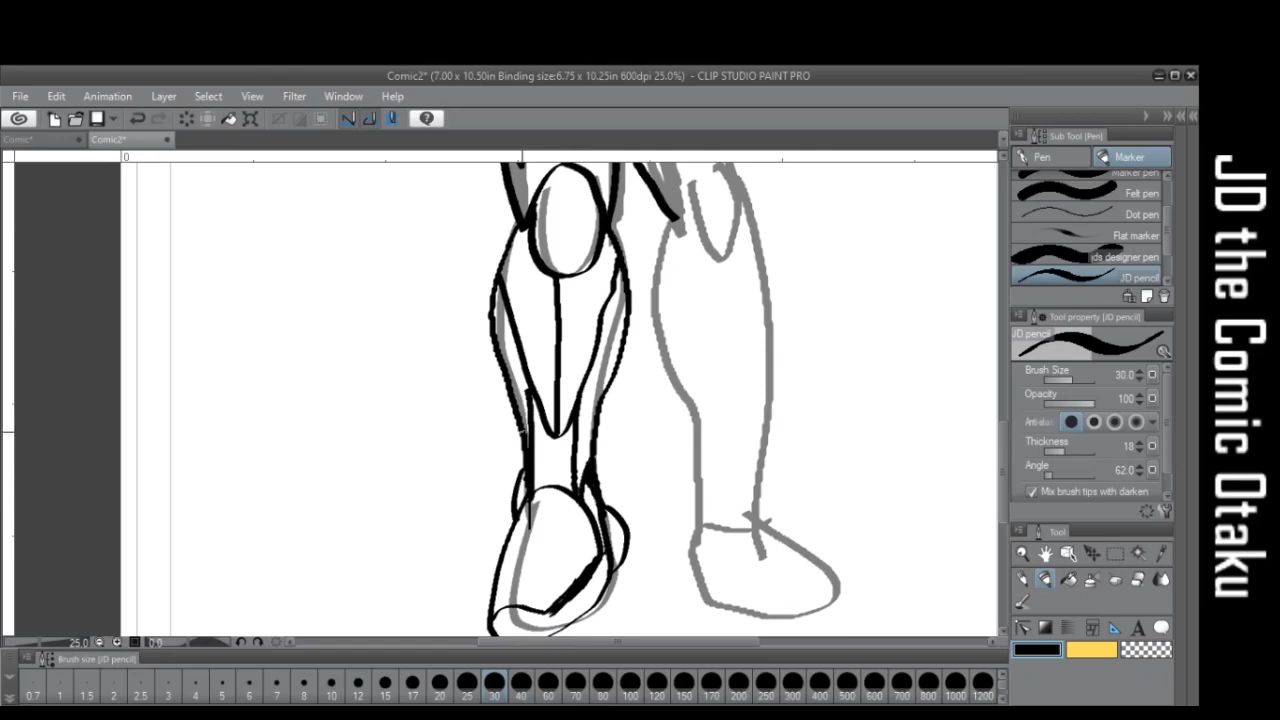 Comic2* (7.00 x 10.50in Binding size:6.75 x 10.25in 600dpi 25.0%) - CLIP STUDIO PAINT PRO
File Edit Animation Layer Select View Filter Window Help
Comic* Comic2*
0
Sub Tool [Pen]
Pen Marker
Marker pen
Felt pen
Dot pen
Flat marker
jds designer pen
JD pencil
Tool property [JD pencil]
JD pencil
Brush Size 30.0
Opacity 100
Thickness 18
Angle 62.0
Mix brush tips with darken
Tool
25.0 0.0
Brush size [JD pencil]
0.7 1 1.5 2 2.5 3 4 5 6 7 8 10 12 15 17 20 25 30 40 50 60 70 80 100 120 150 170 200 250 300 400 500 600 700 800 1000 1200
JD the Comic Otaku